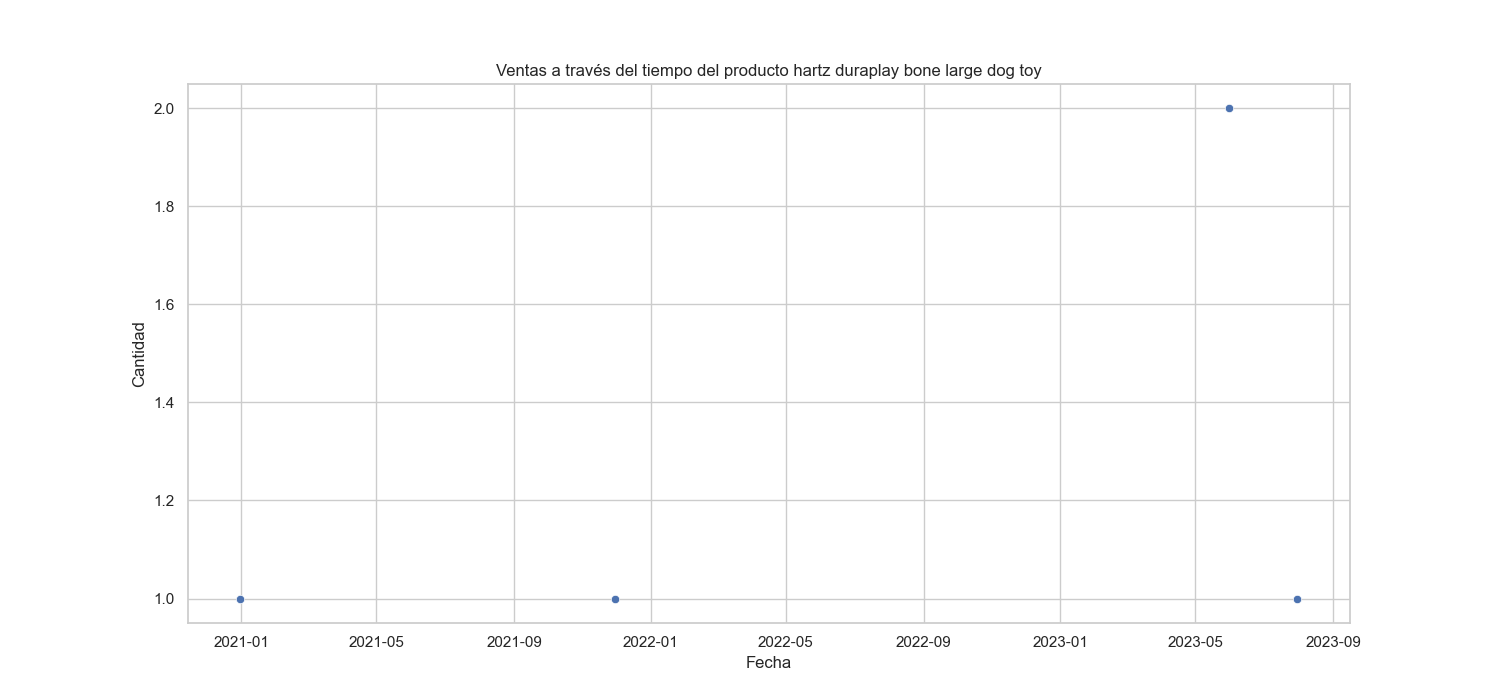 Ventas a través del tiempo del producto hartz duraplay bone large dog toy
2.0
1.8
1.6
1.4
1.2
1.0
Cantidad
2021-01 2021-05 2021-09 2022-01 2022-05 2022-09 2023-01 2023-05 2023-09
Fecha